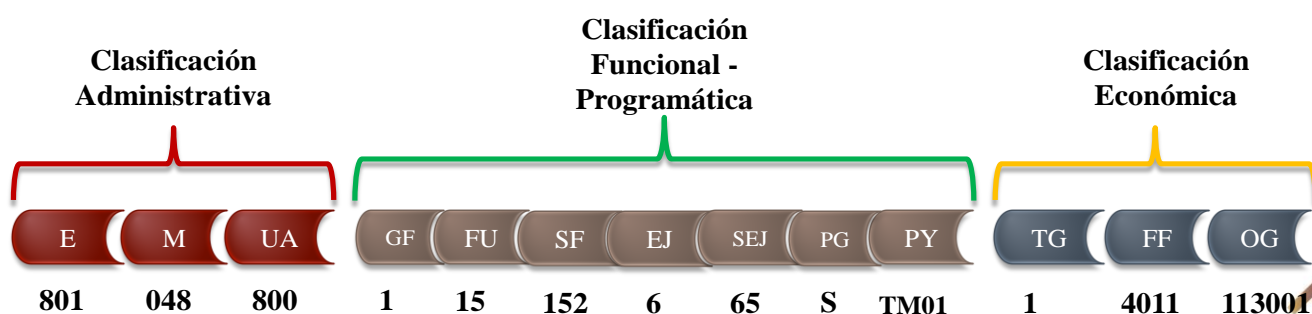 Clasificación
Administrativa
Clasificación
Funcional -
Programática
Clasificación
Económica
E M UA GF FU SF EJ SEJ PG PY TG FF OG
801 048 800 1 15 152 6 65 S TM01 1 4011 113001